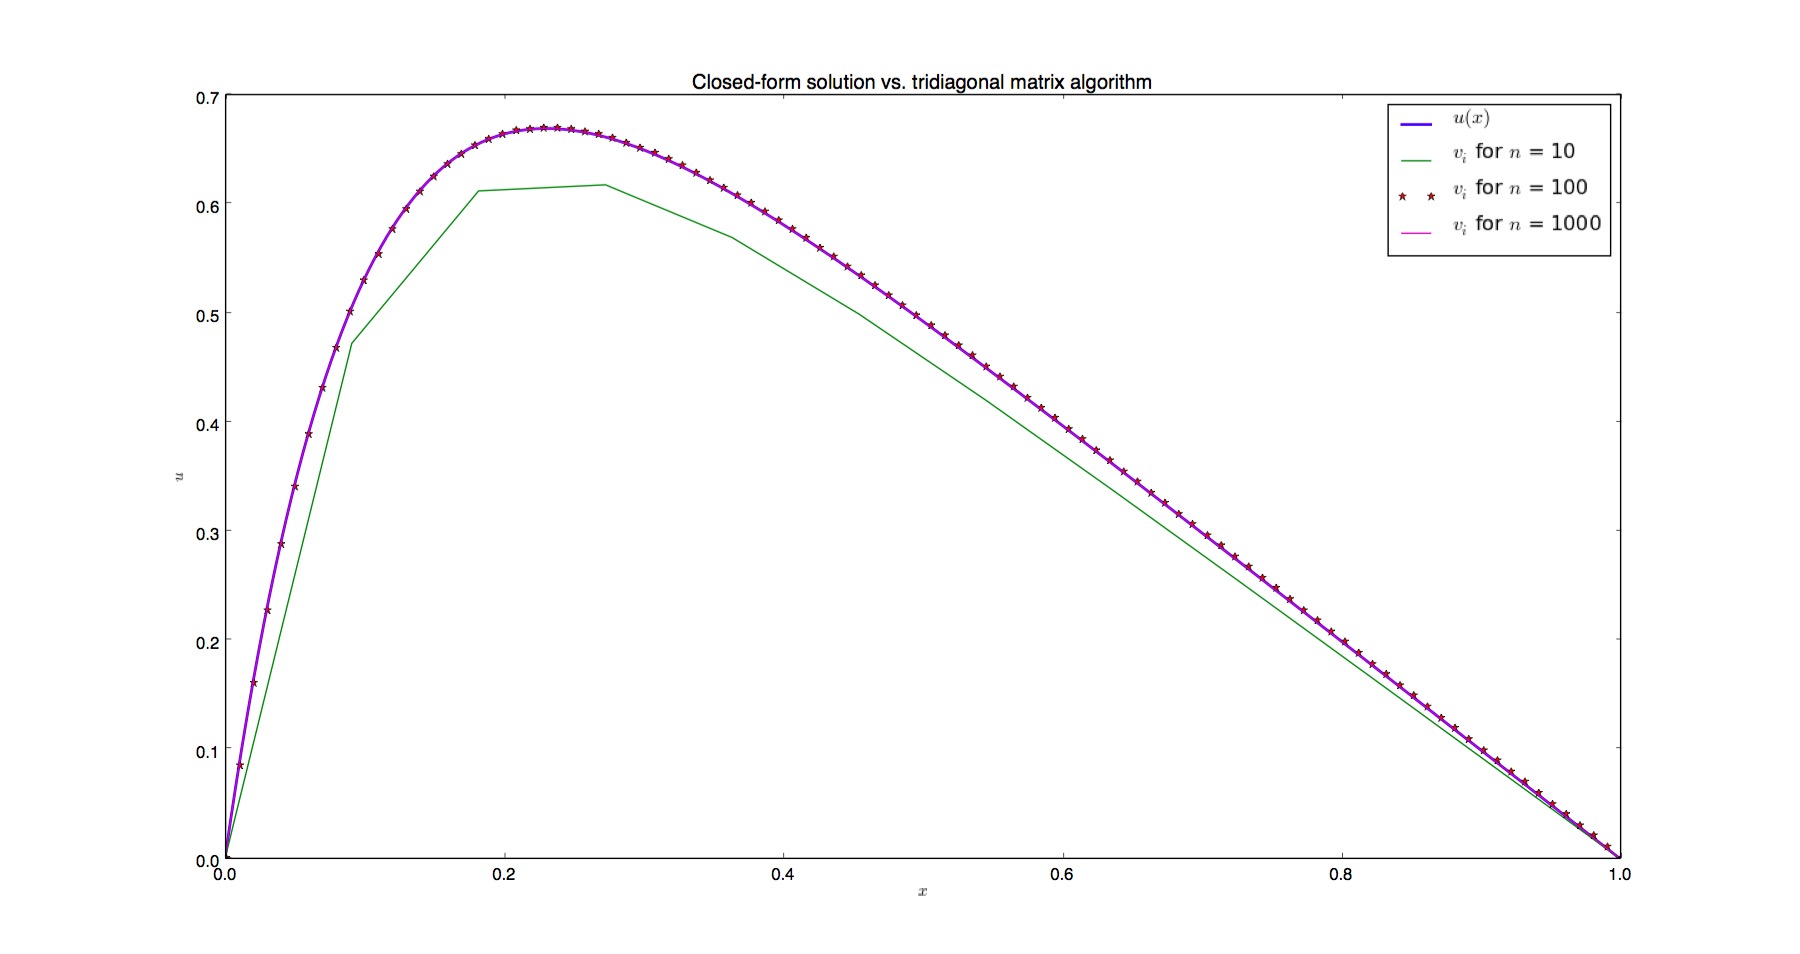 Closed-form solution vs. tridiagonal matrix algorithm
0.7
0.6
0.5
0.4
0.3
0.2
0.1
0.0
u
u(x)
v_i for n = 10
v_i for n = 100
v_i for n = 1000
0.0 0.2 0.4 0.6 0.8 1.0
x